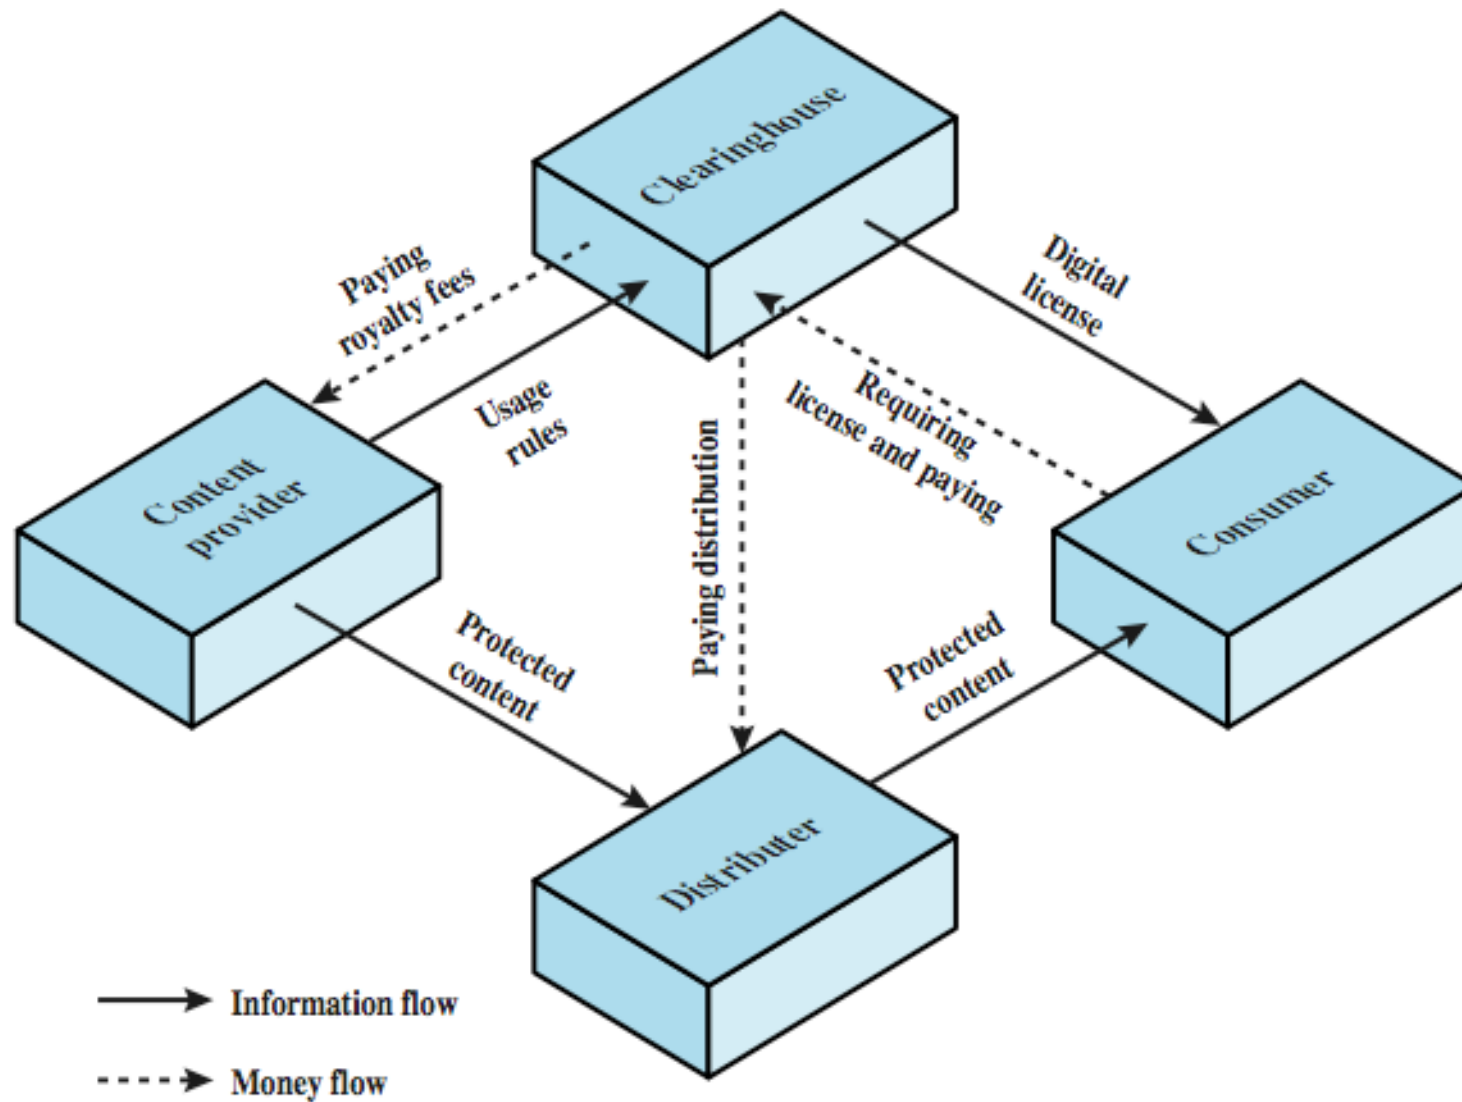 Clearinghouse
Paying
royalty fees
Digital
license
Usage
rules
Requiring
license and paying
Paying distribution
Content
provider
Consumer
Protected
content
Protected
content
Distributer
Information flow
Money flow